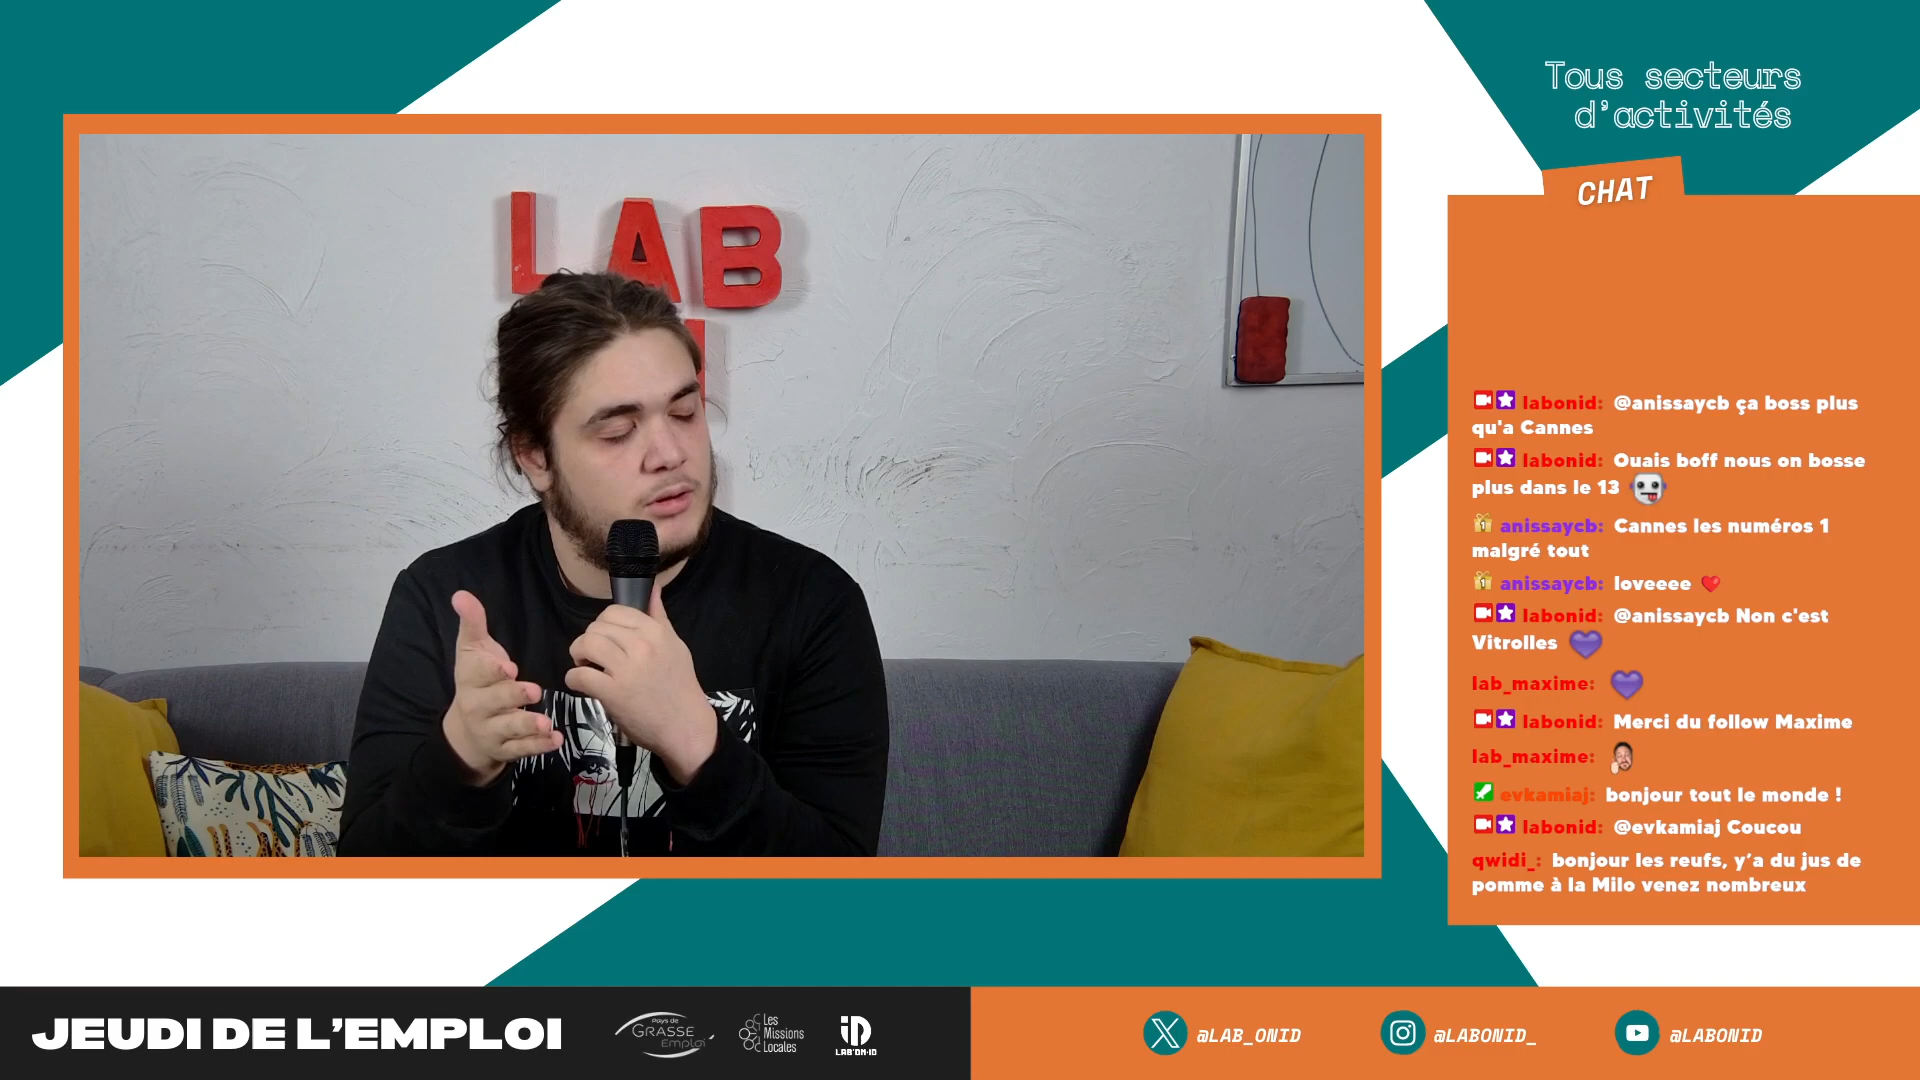 Tous secteurs
d'activités
CHAT
LAB
labonid: @anissaycb ça boss plus
qu'a Cannes
labonid: Ouais boff nous on bosse
plus dans le 13
anissaycb: Cannes les numéros 1
malgré tout
anissaycb: loveeee
labonid: @anissaycb Non c'est
Vitrolles
lab_maxime:
labonid: Merci du follow Maxime
lab_maxime:
evkamiaj: bonjour tout le monde !
labonid: @evkamiaj Coucou
qwidi_: bonjour les reufs, y’a du jus de
pomme à la Milo venez nombreux
JEUDI DE L’EMPLOI
Pays de
GRASSE
Emploi
Les
Missions
Locales
iD
LAB'ON-ID
@LAB_ONID
@LABONID_
@LABONID